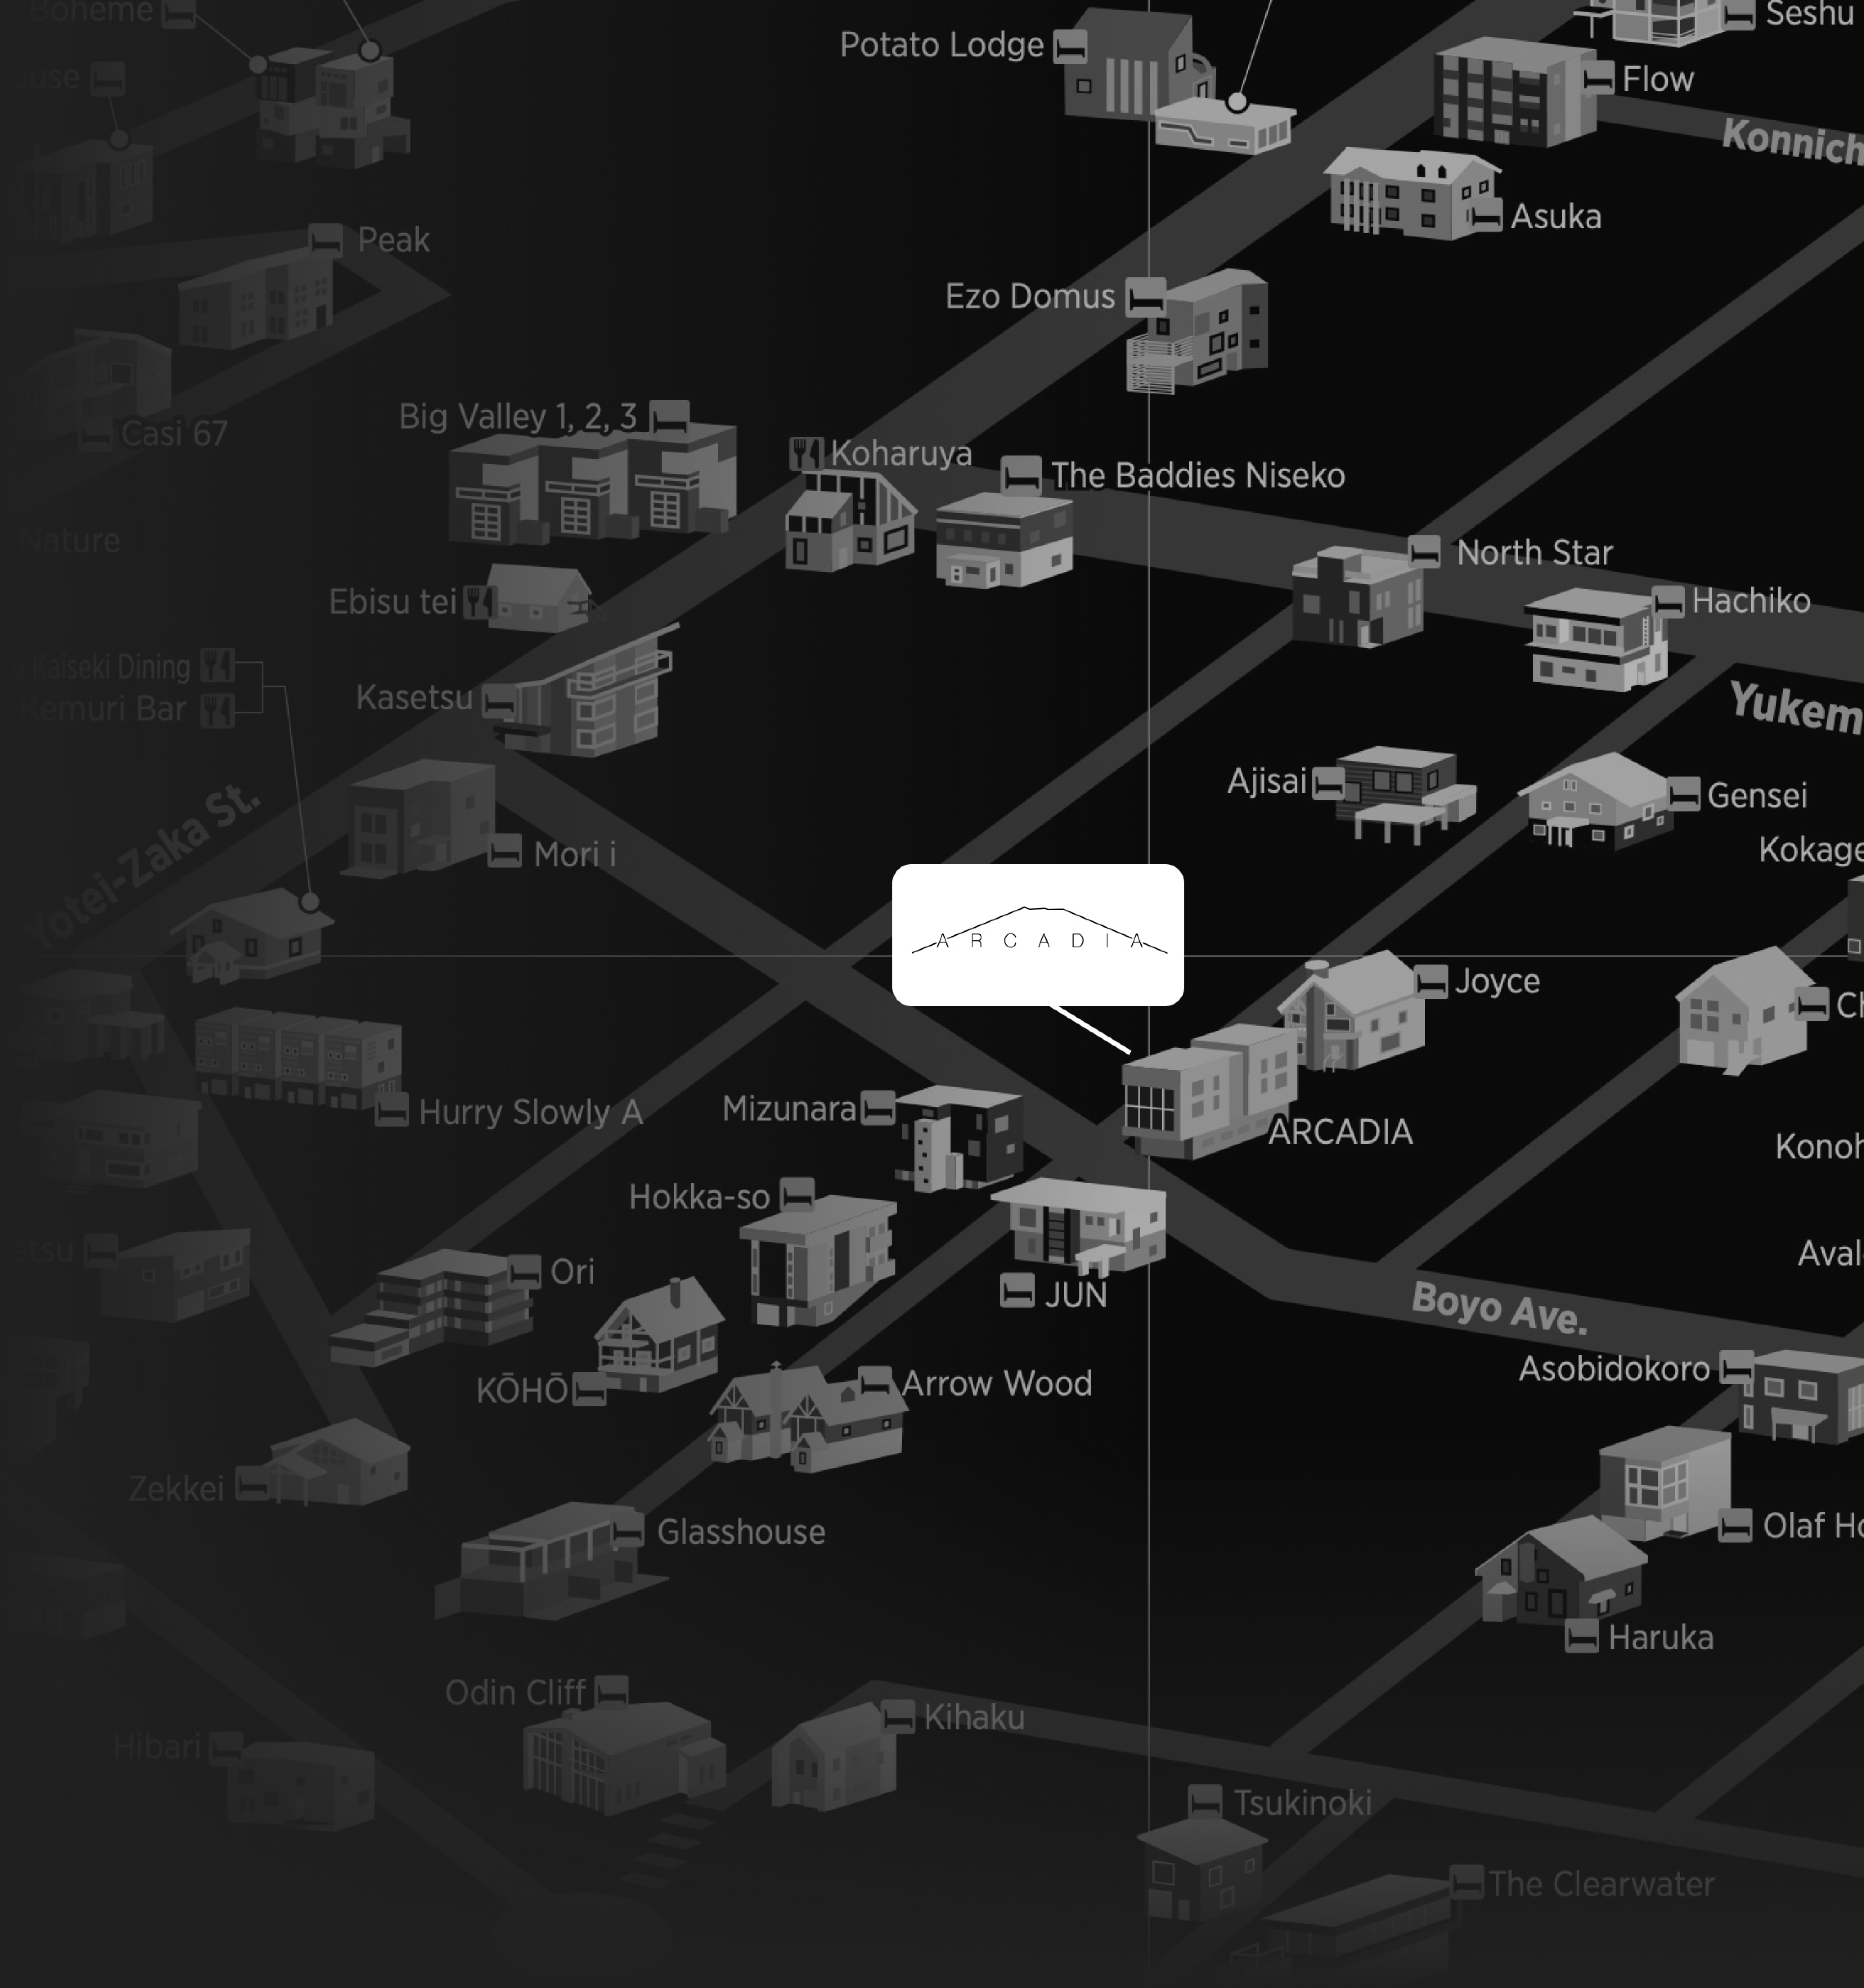 Boheme
Potato Lodge
Seshu
Flow
Konnich
Asuka
Peak
Ezo Domus
Big Valley 1, 2, 3
Casi 67
Koharuya
The Baddies Niseko
Nature
North Star
Ebisu tei
Hachiko
Kaiseki Dining
Kemuri Bar
Kasetsu
Yukem
Ajisai
Gensei
Yotei-Zaka St.
Mori i
Kokage
ARCADIA
Joyce
Ch
Hurry Slowly A
Mizunara
ARCADIA
Konoh
Hokka-so
etsu
Aval
Ori
JUN
Boyo Ave.
KŌHŌ
Arrow Wood
Asobidokoro
Zekkei
Glasshouse
Olaf Ho
Haruka
Odin Cliff
Kihaku
Hibari
Tsukinoki
The Clearwater